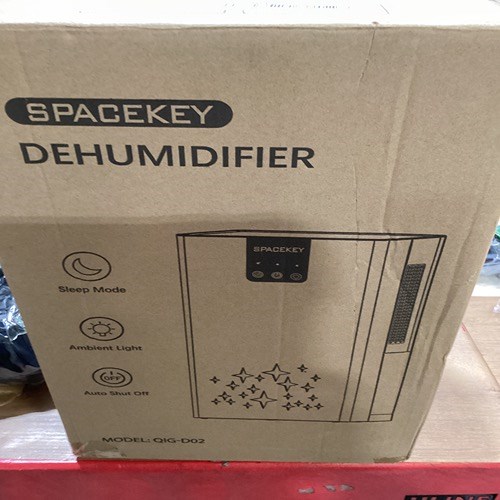 SPACEKEY
DEHUMIDIFIER
SPACEKEY
Sleep Mode
Ambient Light
OFF
Auto Shut Off
MODEL: QIG-D02